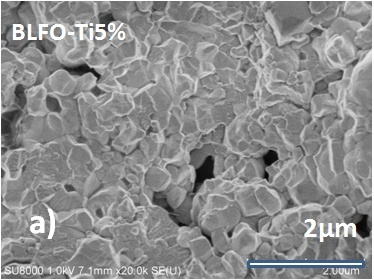 BLFO-Ti5%
a)
2μm
SU8000 1.0kV 7.1mm x20.0k SE(U)
2.00um